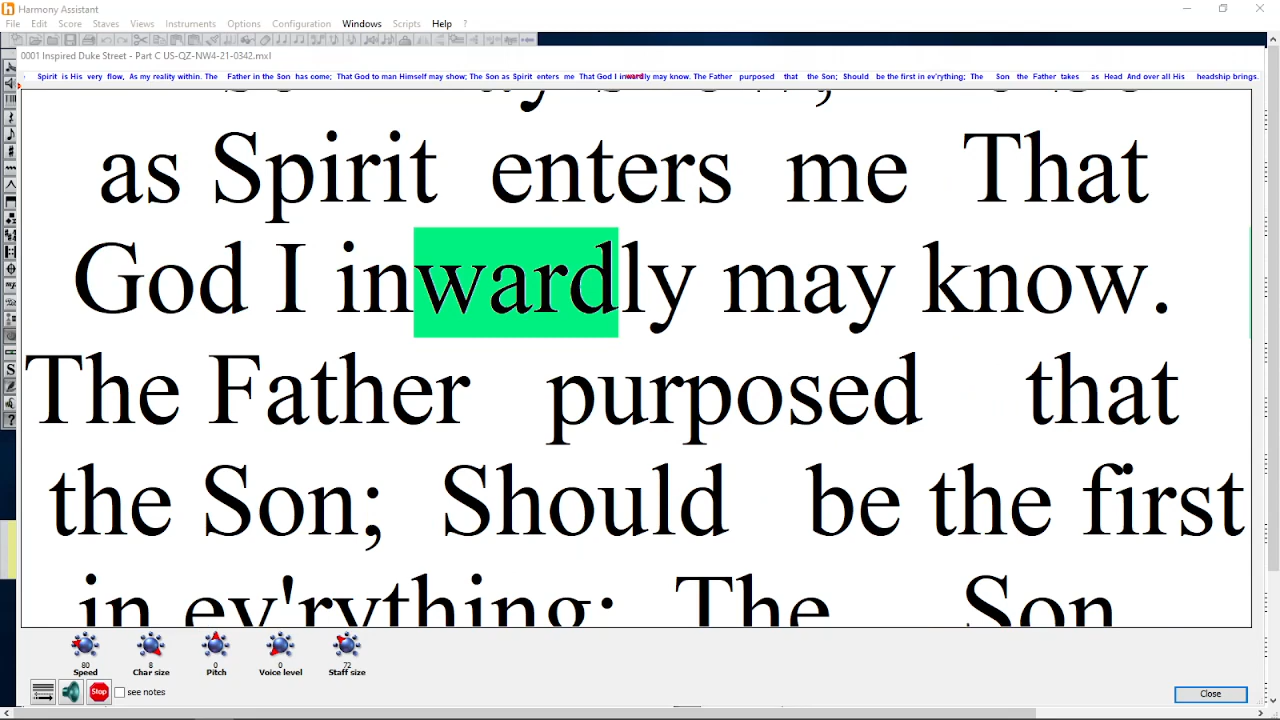 Harmony Assistant
File Edit Score Staves Views Instruments Options Configuration Windows Scripts Help ?
0001 Inspired Duke Street - Part C US-QZ-NW4-21-0342.mxl
Spirit is His very flow, As my reality within. The Father in the Son has come; That God to man Himself may show; The Son as Spirit enters me That God I inwardly may know. The Father purposed that the Son; Should be the first in ev'rything; The Son the Father takes as Head And over all His headship brings.
as Spirit enters me That
God I inwardly may know.
The Father purposed that
the Son; Should be the first
in ev'rything; The Son
80 8 0 0 72
Speed Char size Pitch Voice level Staff size
Stop see notes Close